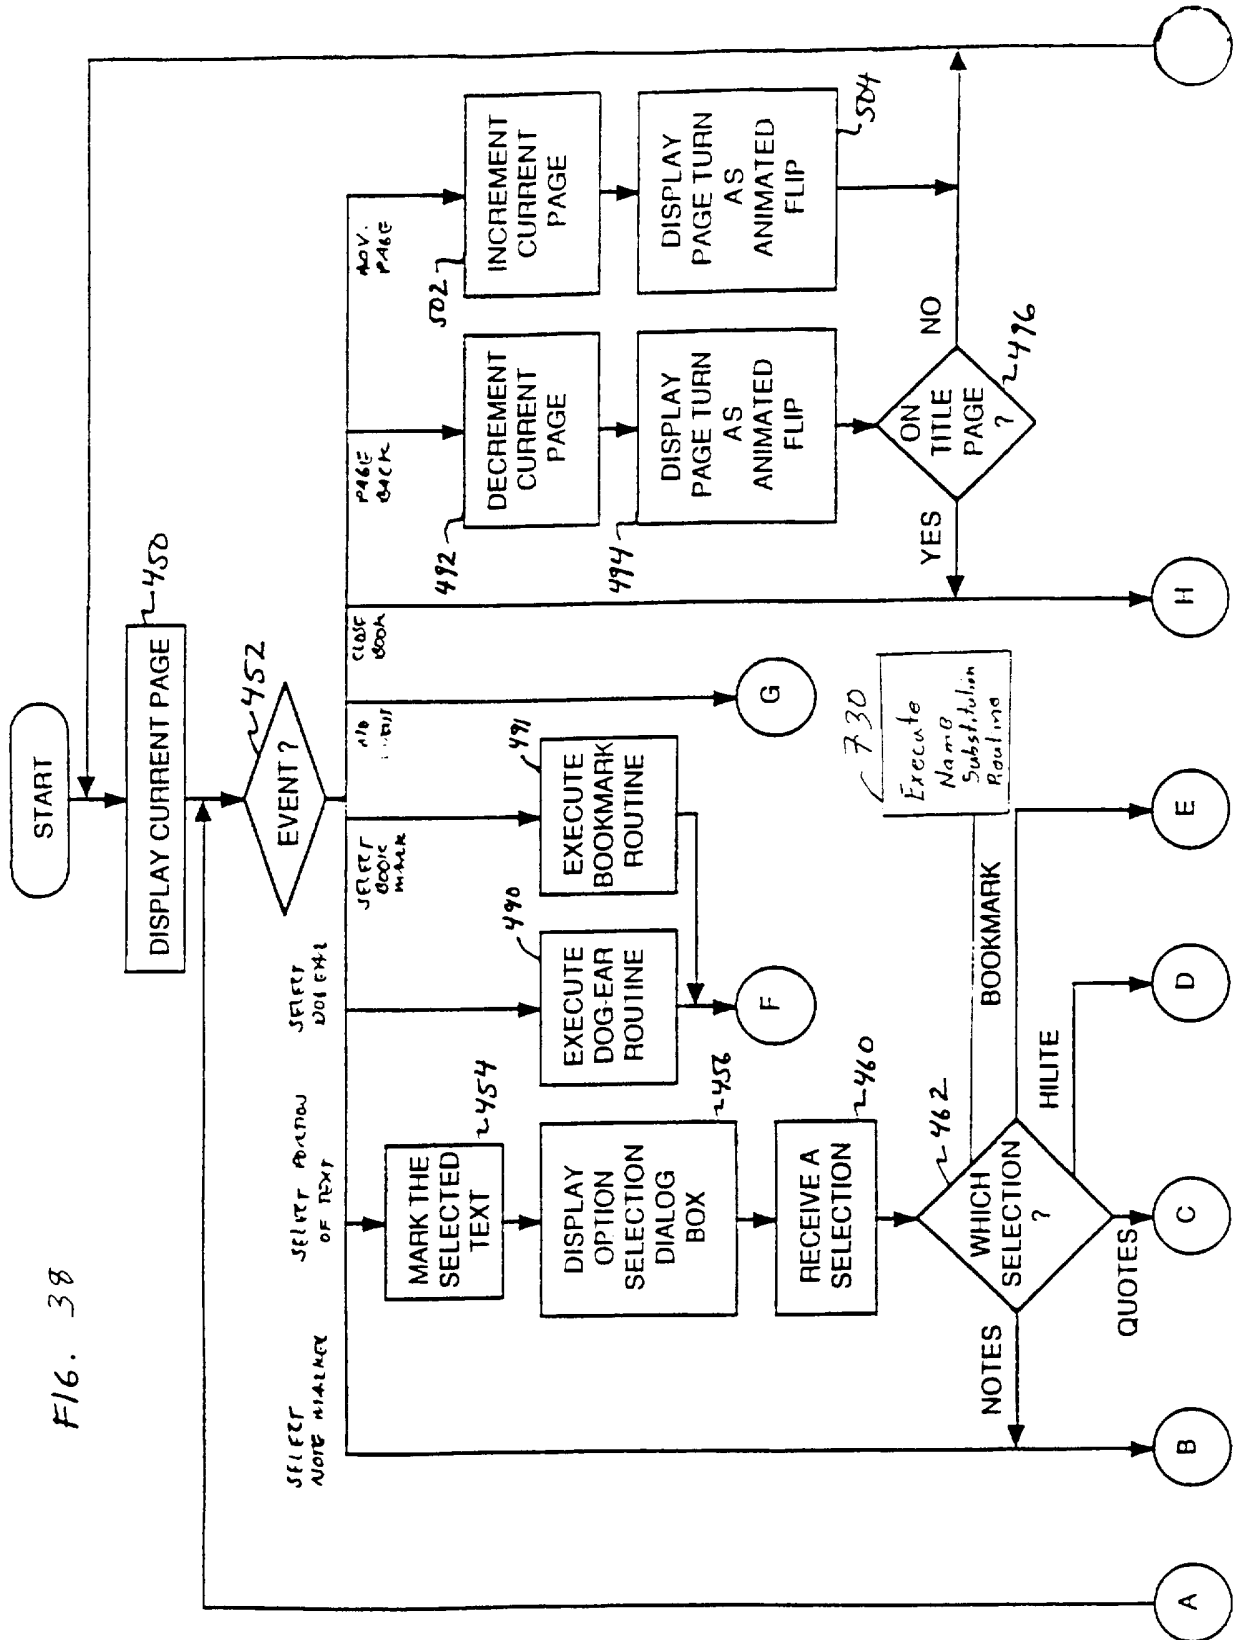 FIG. 38
START
DISPLAY CURRENT PAGE
450
EVENT?
452
SELECT
NOTE MARKER
SELECT PORTION
OF TEXT
SELECT
DOG EAR
SELECT
BOOK
MARK
NO
CLOSE
BOOK
PAGE
BACK
ADV.
PAGE
MARK THE
SELECTED
TEXT
454
EXECUTE
DOG-EAR
ROUTINE
490
EXECUTE
BOOKMARK
ROUTINE
491
DECREMENT
CURRENT
PAGE
492
INCREMENT
CURRENT
PAGE
502
DISPLAY
OPTION
SELECTION
DIALOG
BOX
456
F
G
DISPLAY
PAGE TURN
AS
ANIMATED
FLIP
494
DISPLAY
PAGE TURN
AS
ANIMATED
FLIP
504
RECEIVE A
SELECTION
460
730
Execute
Name
Substitution
Routine
ON
TITLE
PAGE
?
496
YES
NO
WHICH
SELECTION
?
462
NOTES
QUOTES
HILITE
BOOKMARK
A
B
C
D
E
H